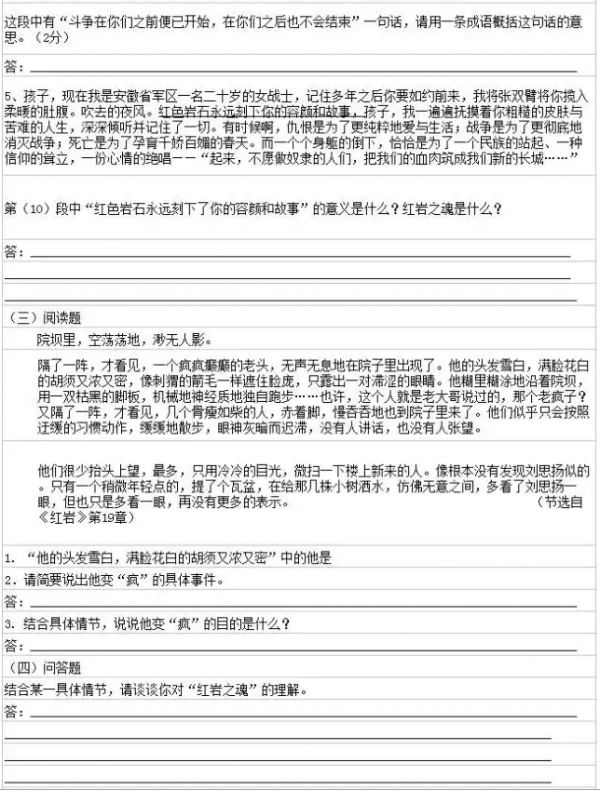 这段中有“斗争在你们之前便已开始，在你们之后也不会结束”一句话，请用一条成语概括这句话的意
思。（2分）
答：
5、孩子，现在我是安徽省军区一名二十岁的女战士，记住多年之后你要如约前来，我将张双臂将你揽入
柔暖的肚腹。吹去的夜风。红色岩石永远刻下你的容颜和故事，孩子，我一遍遍抚摸着你粗糙的皮肤与
苦难的人生，深深倾听并记住了一切。有时候啊，仇恨是为了更纯粹地爱与生活；战争是为了更彻底地
消灭战争；死亡是为了孕育千娇百媚的春天。而一个个身躯的倒下，恰恰是为了一个民族的站起、一种
信仰的耸立，一份心情的绝唱－－“起来，不愿做奴隶的人们，把我们的血肉筑成我们新的长城……”
第（10）段中“红色岩石永远刻下了你的容颜和故事”的意义是什么？红岩之魂是什么？
答：
（三）阅读题
院坝里，空荡荡地，渺无人影。
隔了一阵，才看见，一个疯疯癫癫的老头，无声无息地在院子里出现了。他的头发雪白，满脸花白
的胡须又浓又密，像刺猬的箭毛一样遮住脸庞，只露出一对滞涩的眼睛。他糊里糊涂地沿着院坝，
用一双枯黑的脚板，机械地神经质地独自跑步……也许，这个人就是老大哥说过的，那个老疯子？
又隔了一阵，才看见，几个骨瘦如柴的人，赤着脚，慢吞吞地也到院子里来了。他们似乎只会按照
迂缓的习惯动作，缓缓地散步，眼神灰暗而迟滞，没有人讲话，也没有人张望。
他们很少抬头上望，最多，只用冷冷的目光，微扫一下楼上新来的人。像根本没有发现刘思扬似的
。只有一个稍微年轻点的，提了个瓦盆，在给那几株小树洒水，仿佛无意之间，多看了刘思扬一
眼，但也只是多看一眼，再没有更多的表示。 （节选自
《红岩》第19章）
1．“他的头发雪白，满脸花白的胡须又浓又密”中的他是
2．请简要说出他变“疯”的具体事件。
答：
3．结合具体情节，说说他变“疯”的目的是什么？
答：
（四）问答题
结合某一具体情节，请谈谈你对“红岩之魂”的理解。
答：